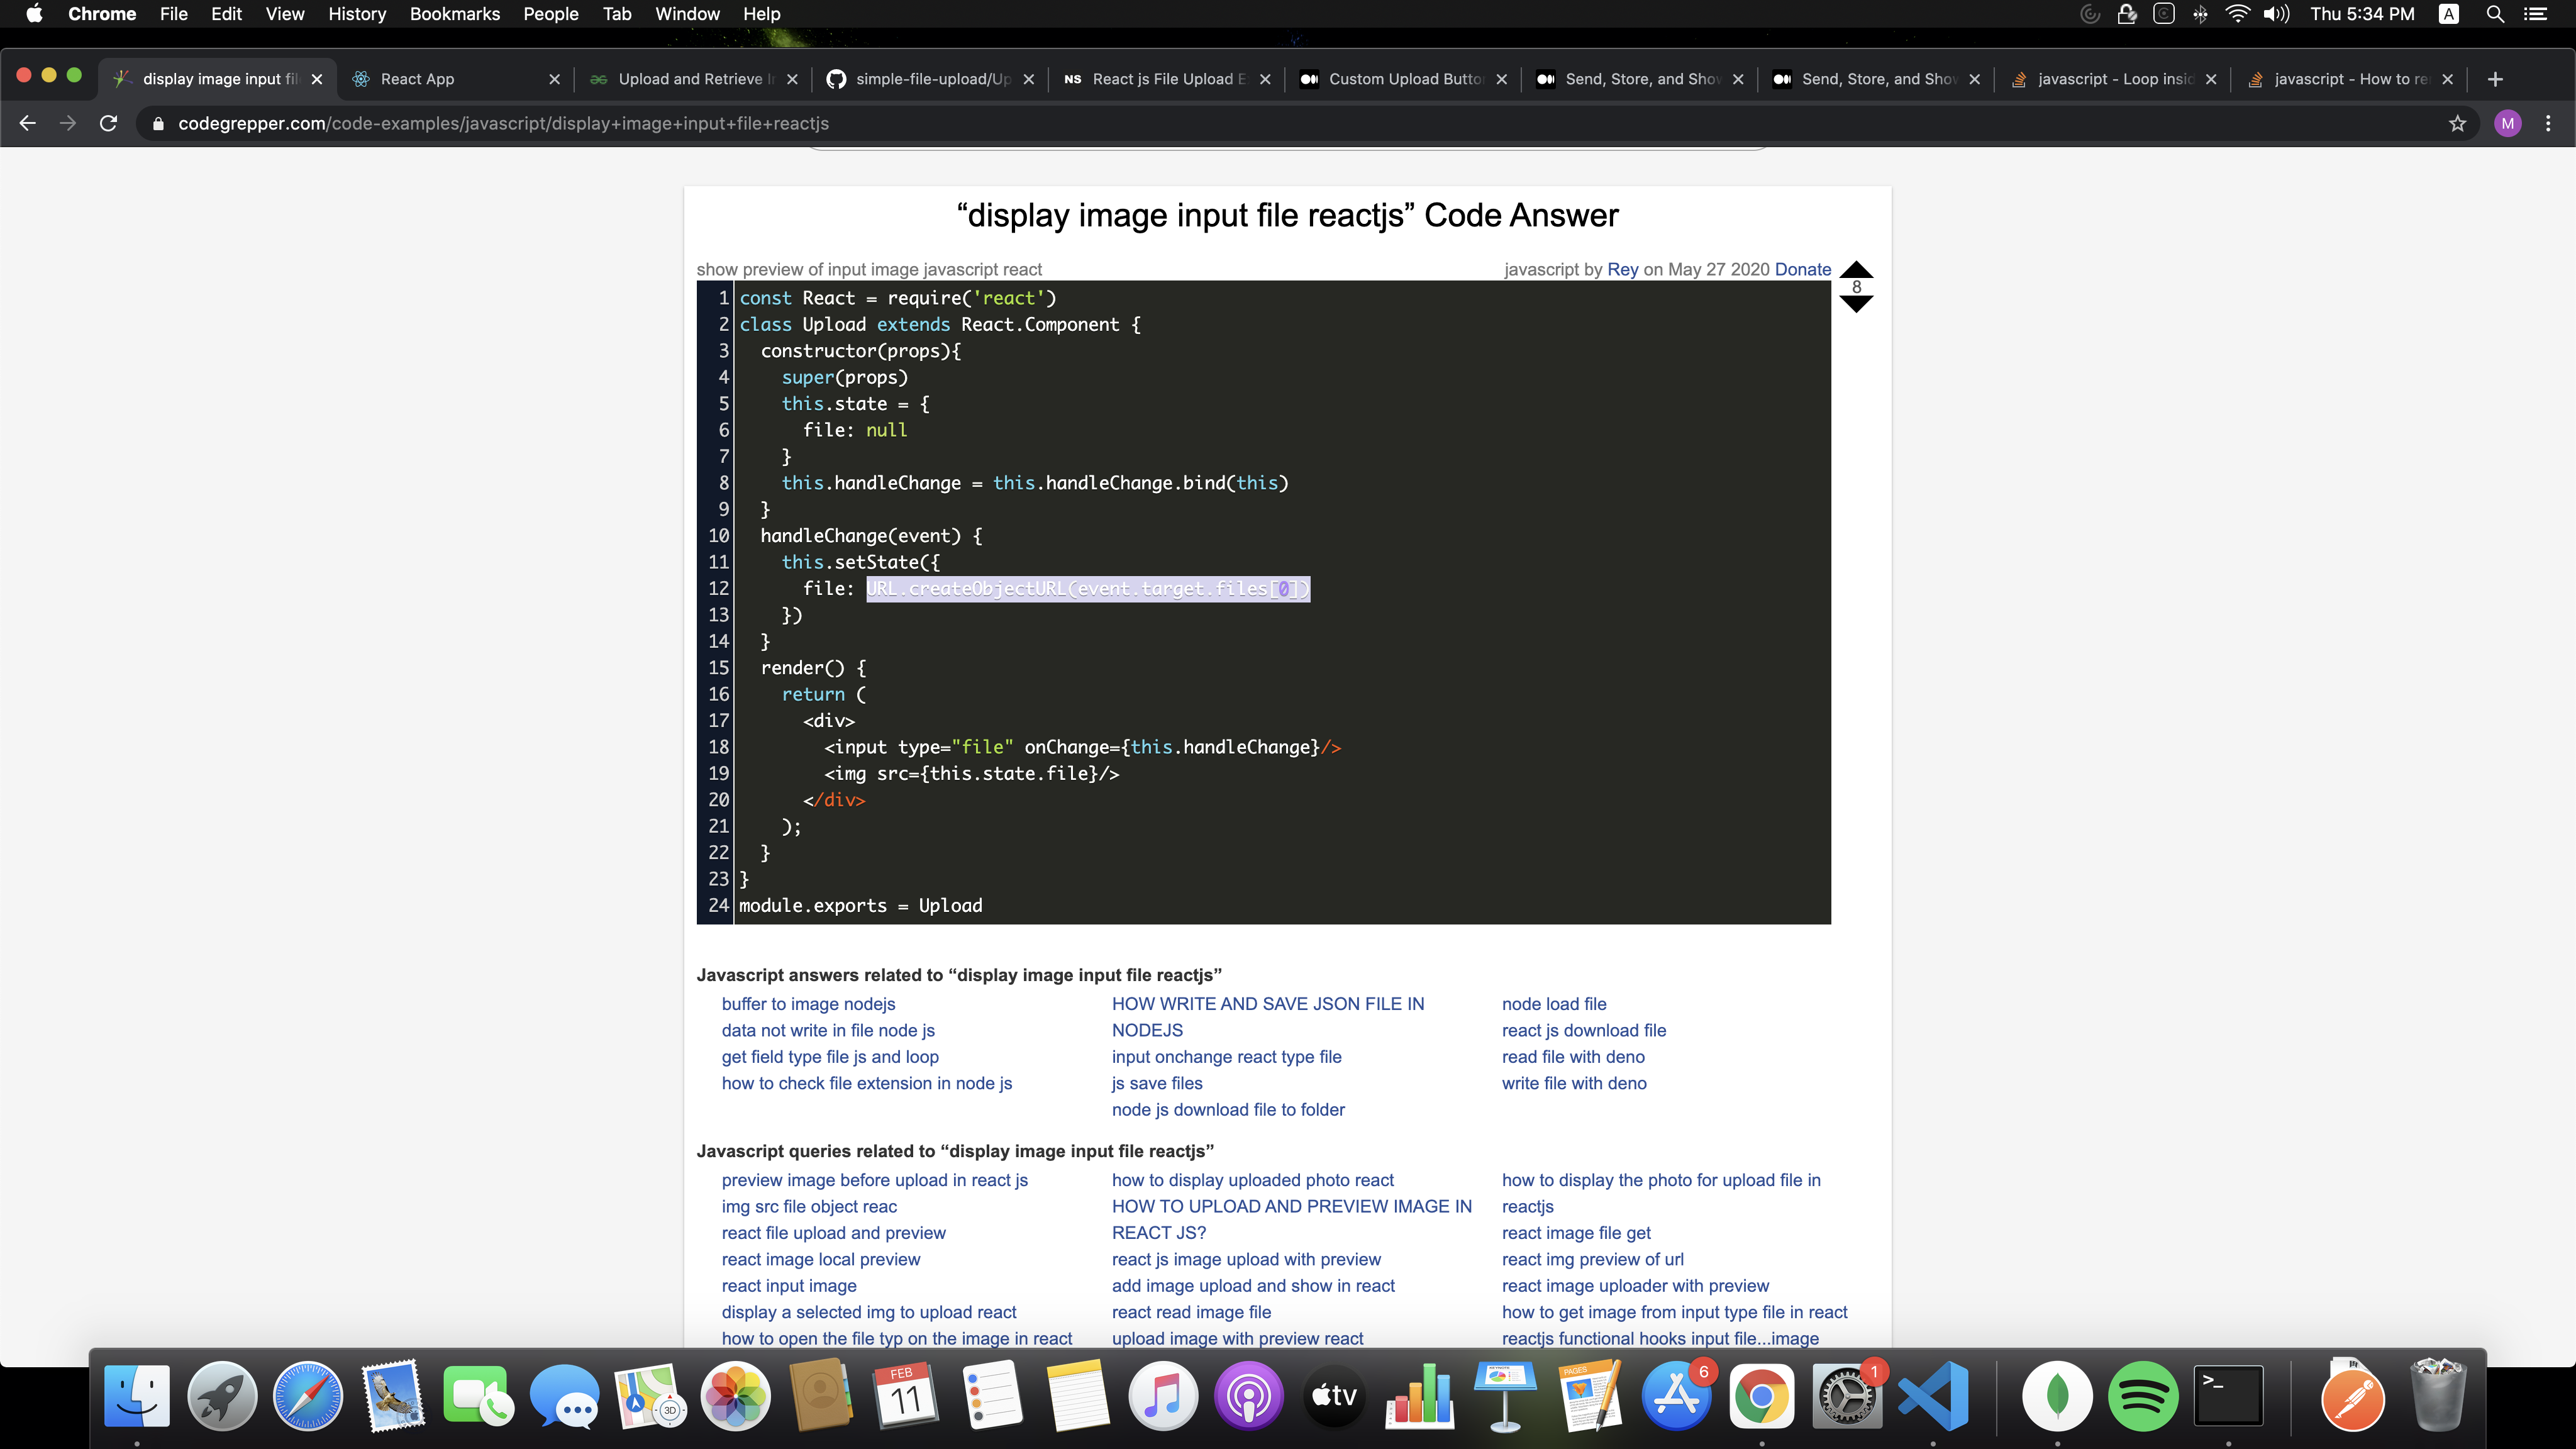 Chrome File Edit View History Bookmarks People Tab Window Help Thu 5:34 PM A
display image input fil React App Upload and Retrieve I simple-file-upload/Up NS React js File Upload E Custom Upload Butto Send, Store, and Show Send, Store, and Show javascript - Loop insid javascript - How to re
codegrepper.com/code-examples/javascript/display+image+input+file+reactjs M
“display image input file reactjs” Code Answer
show preview of input image javascript react javascript by Rey on May 27 2020 Donate
8
1 const React = require('react')
2 class Upload extends React.Component {
3 constructor(props){
4 super(props)
5 this.state = {
6 file: null
7 }
8 this.handleChange = this.handleChange.bind(this)
9 }
10 handleChange(event) {
11 this.setState({
12 file: URL.createObjectURL(event.target.files[0])
13 })
14 }
15 render() {
16 return (
17 <div>
18 <input type="file" onChange={this.handleChange}/>
19 <img src={this.state.file}/>
20 </div>
21 );
22 }
23 }
24 module.exports = Upload
Javascript answers related to “display image input file reactjs”
buffer to image nodejs
data not write in file node js
get field type file js and loop
how to check file extension in node js
HOW WRITE AND SAVE JSON FILE IN
NODEJS
input onchange react type file
js save files
node js download file to folder
node load file
react js download file
read file with deno
write file with deno
Javascript queries related to “display image input file reactjs”
preview image before upload in react js
img src file object reac
react file upload and preview
react image local preview
react input image
display a selected img to upload react
how to open the file typ on the image in react
how to display uploaded photo react
HOW TO UPLOAD AND PREVIEW IMAGE IN
REACT JS?
react js image upload with preview
add image upload and show in react
react read image file
upload image with preview react
how to display the photo for upload file in
reactjs
react image file get
react img preview of url
react image uploader with preview
how to get image from input type file in react
reactjs functional hooks input file...image
3D
FEB
11
tv
KEYNOTE
PAGES
6
1
>_